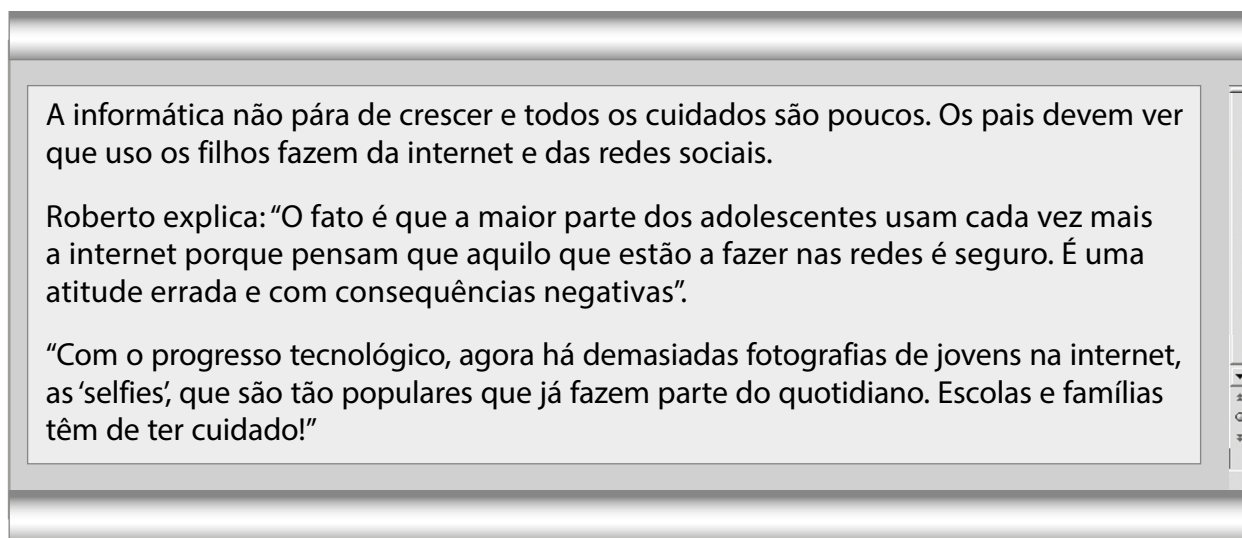 A informática não pára de crescer e todos os cuidados são poucos. Os pais devem ver
que uso os filhos fazem da internet e das redes sociais.
Roberto explica: “O fato é que a maior parte dos adolescentes usam cada vez mais
a internet porque pensam que aquilo que estão a fazer nas redes é seguro. É uma
atitude errada e com consequências negativas”.
“Com o progresso tecnológico, agora há demasiadas fotografias de jovens na internet,
as ‘selfies’, que são tão populares que já fazem parte do quotidiano. Escolas e famílias
têm de ter cuidado!”